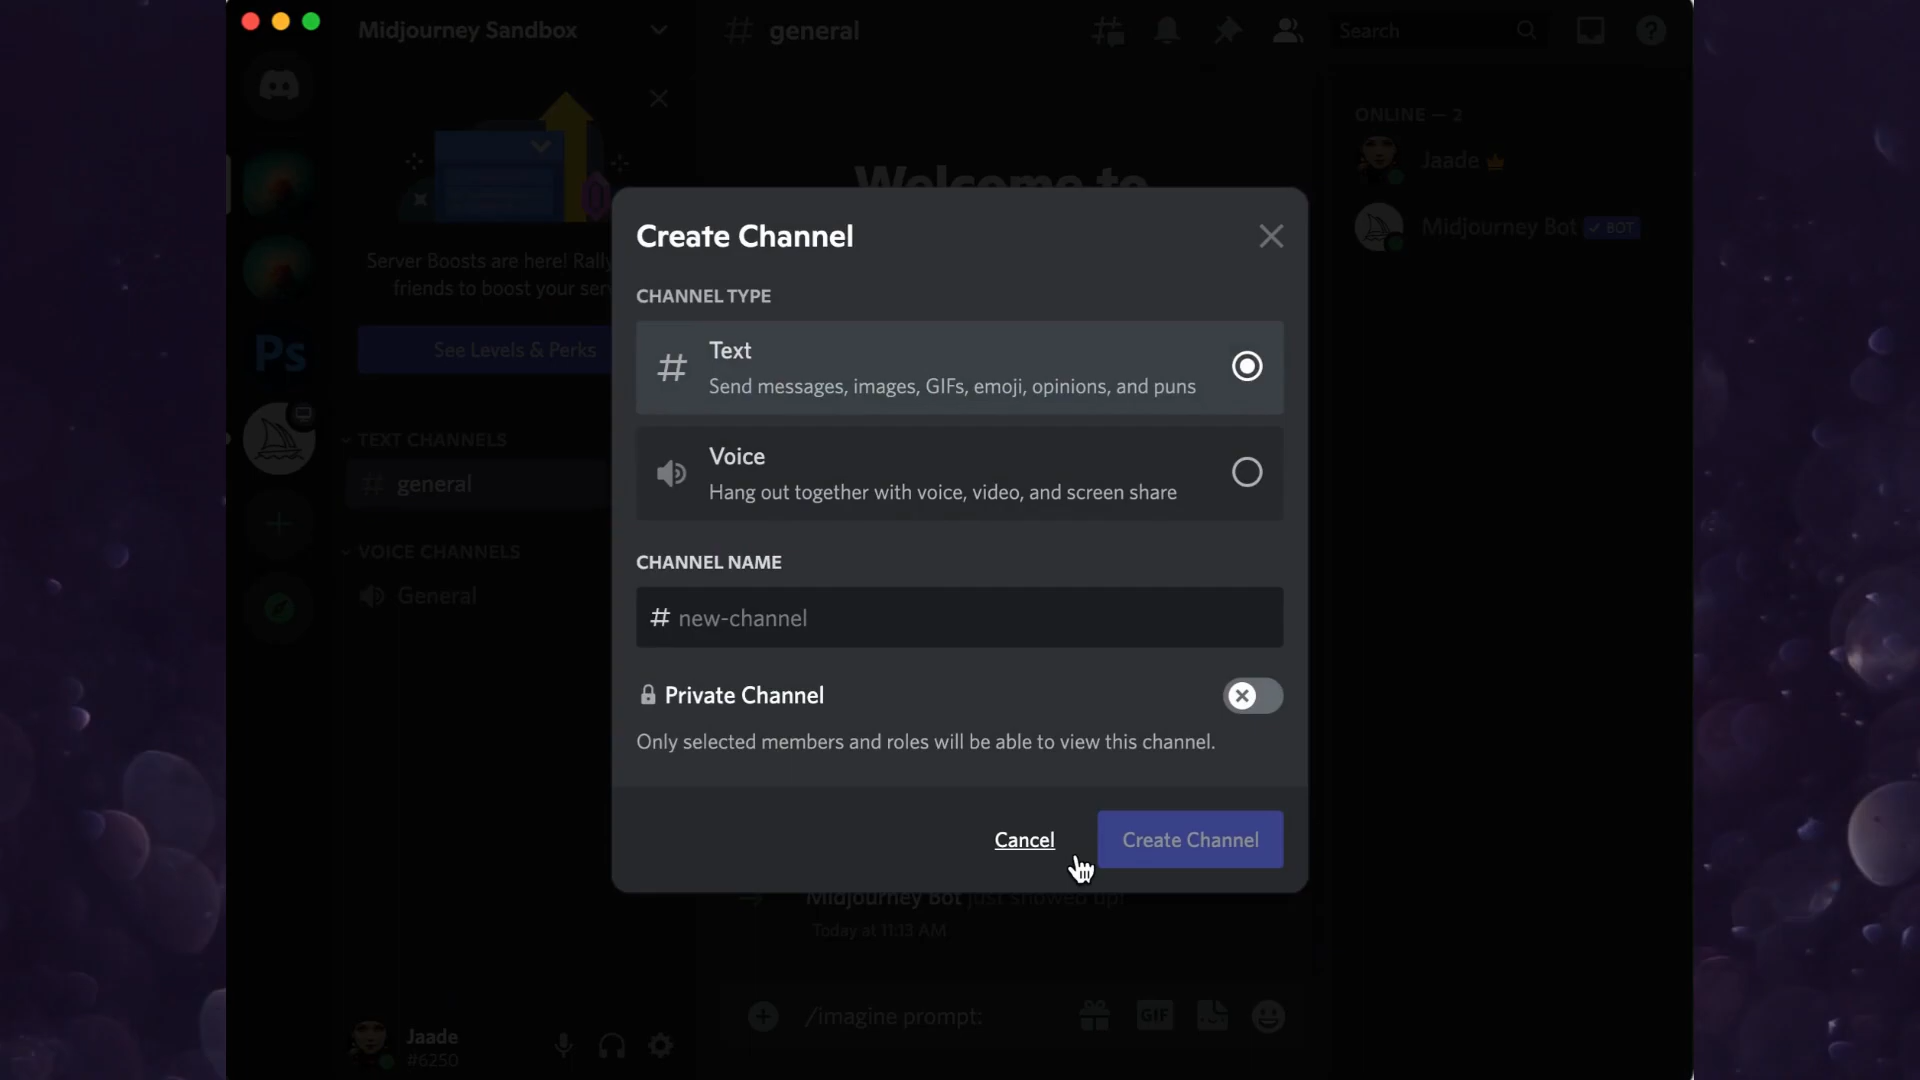 Midjourney Sandbox
general
Search
Welcome to
ONLINE — 2
Jaade
Midjourney Bot BOT
Server Boosts are here! Rally
friends to boost your ser
See Levels & Perks
Ps
TEXT CHANNELS
general
VOICE CHANNELS
General
Create Channel
CHANNEL TYPE
Text
Send messages, images, GIFs, emoji, opinions, and puns
Voice
Hang out together with voice, video, and screen share
CHANNEL NAME
# new-channel
Private Channel
Only selected members and roles will be able to view this channel.
Cancel
Create Channel
Midjourney Bot just showed up!
Today at 11:13 AM
/imagine prompt:
GIF
Jaade
#6250